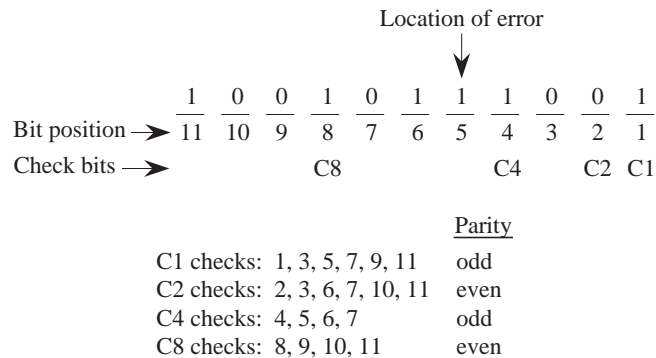 Location of error
1 0 0 1 0 1 1 1 0 0 1
Bit position 11 10 9 8 7 6 5 4 3 2 1
Check bits C8 C4 C2 C1
Parity
C1 checks: 1, 3, 5, 7, 9, 11 odd
C2 checks: 2, 3, 6, 7, 10, 11 even
C4 checks: 4, 5, 6, 7 odd
C8 checks: 8, 9, 10, 11 even